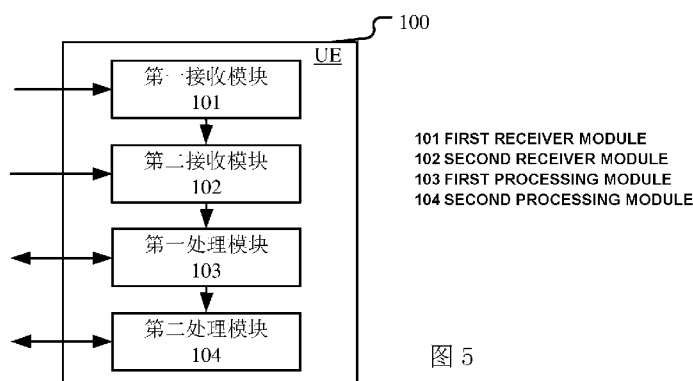 100
UE
第一接收模块
101
第二接收模块
102
第一处理模块
103
第二处理模块
104
101 FIRST RECEIVER MODULE
102 SECOND RECEIVER MODULE
103 FIRST PROCESSING MODULE
104 SECOND PROCESSING MODULE
图 5